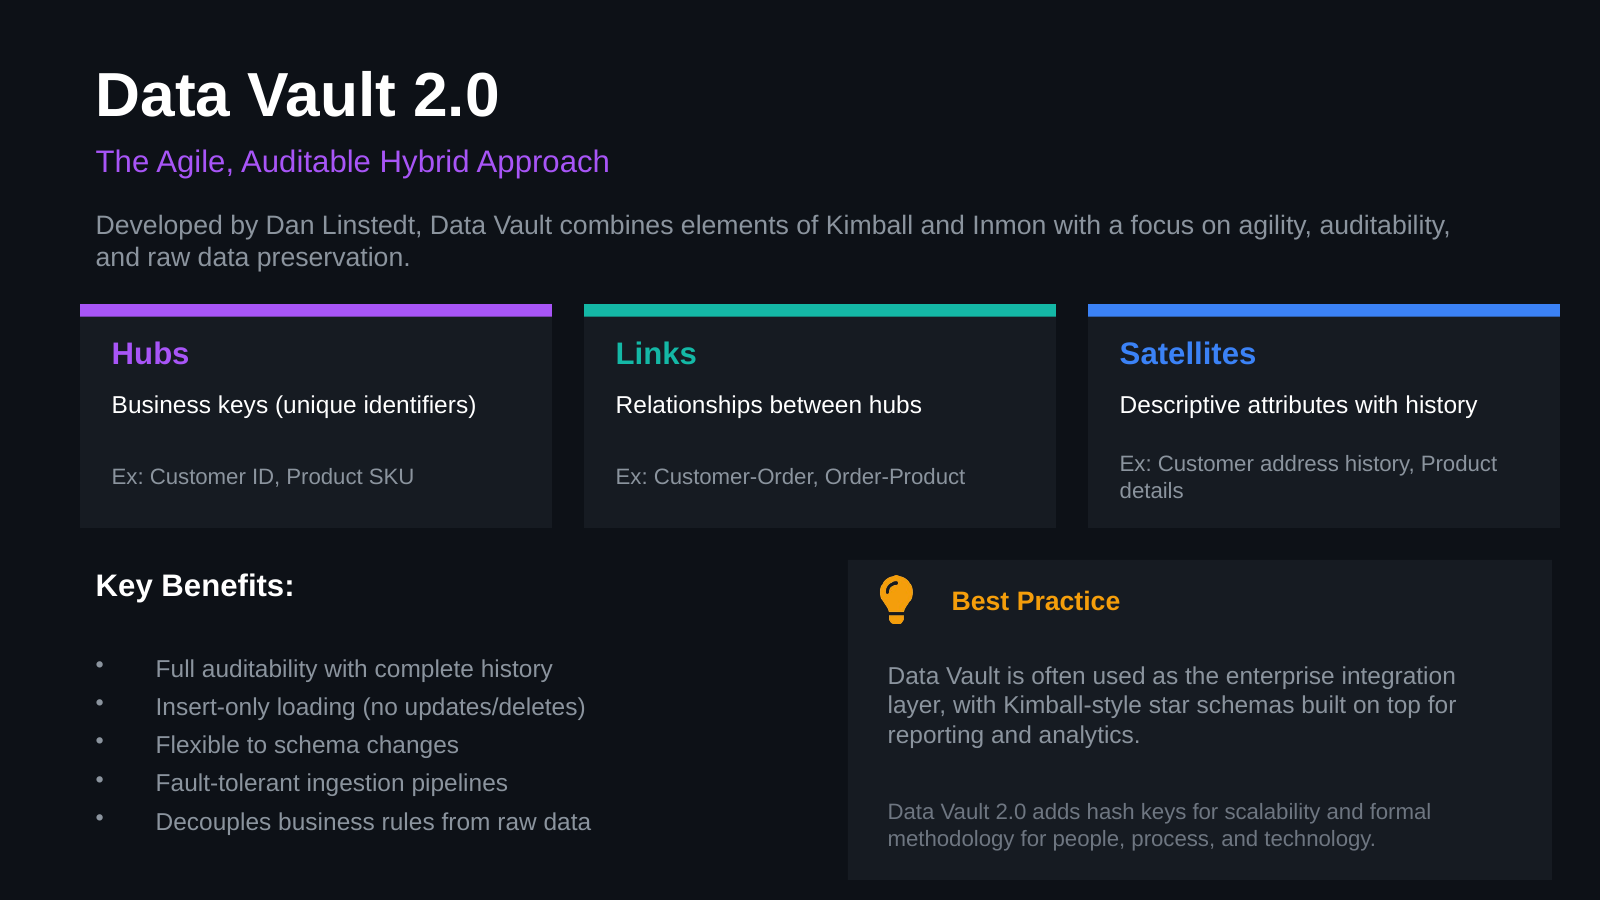 Data Vault 2.0
The Agile, Auditable Hybrid Approach
Developed by Dan Linstedt, Data Vault combines elements of Kimball and Inmon with a focus on agility, auditability,
and raw data preservation.
Hubs
Business keys (unique identifiers)
Ex: Customer ID, Product SKU
Links
Relationships between hubs
Ex: Customer-Order, Order-Product
Satellites
Descriptive attributes with history
Ex: Customer address history, Product
details
Key Benefits:
• Full auditability with complete history
• Insert-only loading (no updates/deletes)
• Flexible to schema changes
• Fault-tolerant ingestion pipelines
• Decouples business rules from raw data
Best Practice
Data Vault is often used as the enterprise integration
layer, with Kimball-style star schemas built on top for
reporting and analytics.
Data Vault 2.0 adds hash keys for scalability and formal
methodology for people, process, and technology.